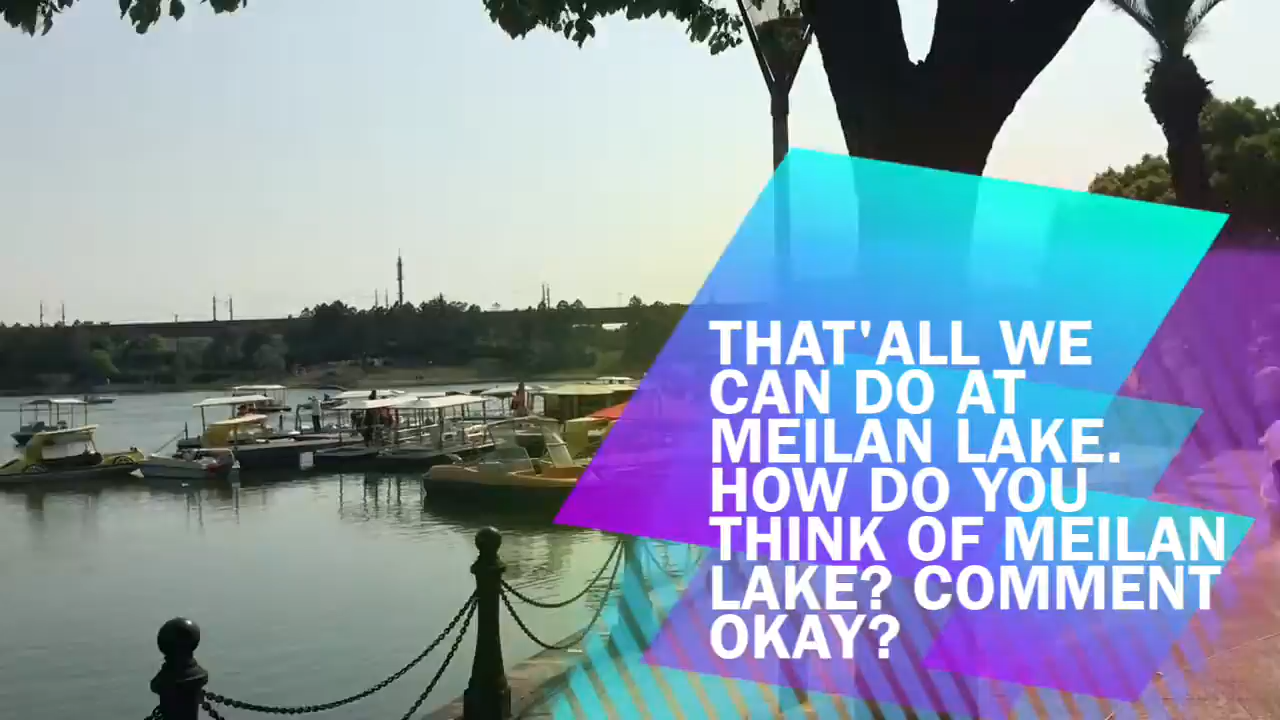 THAT'ALL WE
CAN DO AT
MEILAN LAKE.
HOW DO YOU
THINK OF MEILAN
LAKE? COMMENT
OKAY?